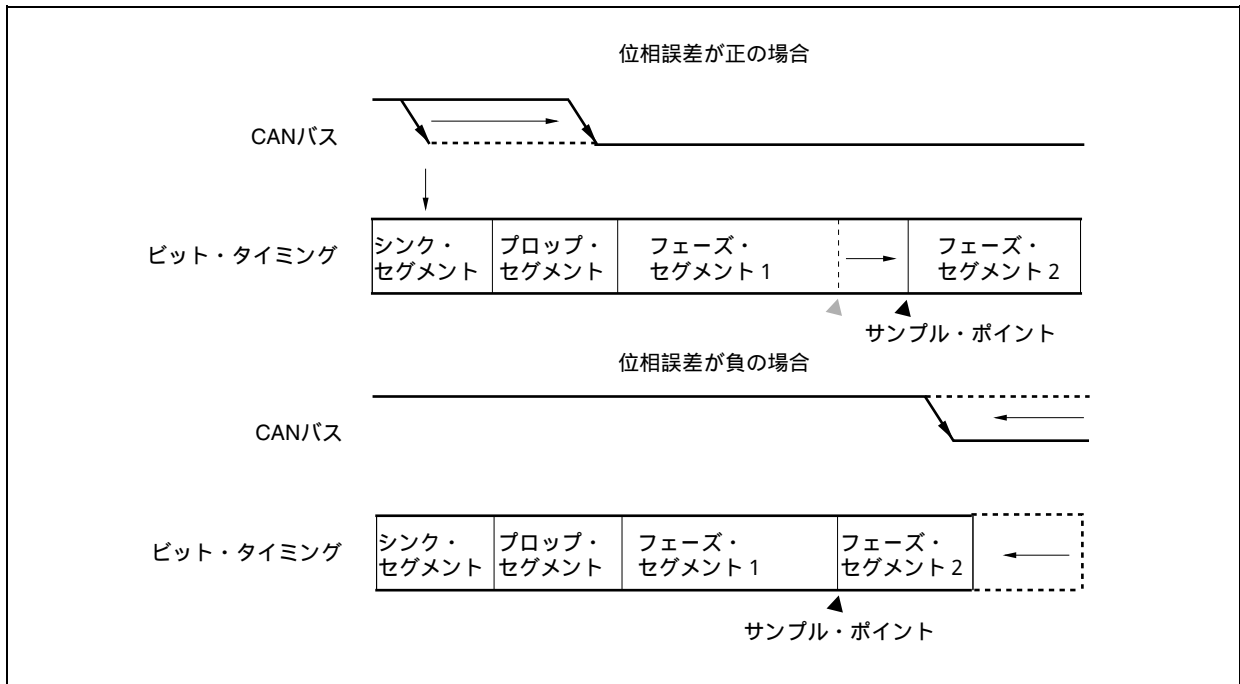 位相誤差が正の場合
CANバス
ビット・タイミング
シンク・
セグメント
プロップ・
セグメント
フェーズ・
セグメント 1
フェーズ・
セグメント 2
サンプル・ポイント
位相誤差が負の場合
CANバス
ビット・タイミング
シンク・
セグメント
プロップ・
セグメント
フェーズ・
セグメント 1
フェーズ・
セグメント 2
サンプル・ポイント